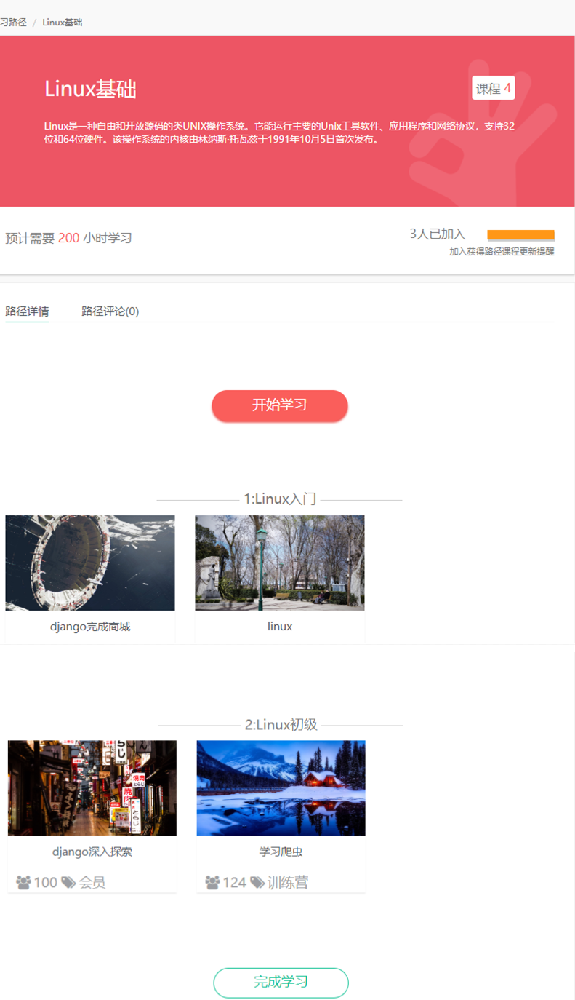 习路径 / Linux基础
Linux基础
课程 4
Linux是一种自由和开放源码的类UNIX操作系统。它能运行主要的Unix工具软件、应用程序和网络协议，支持32
位和64位硬件。该操作系统的内核由林纳斯·托瓦兹于1991年10月5日首次发布。
预计需要 200 小时学习
3人已加入
加入获得路径课程更新提醒
路径详情
路径评论(0)
开始学习
1:Linux入门
django完成商城
linux
2:Linux初级
焼肉
django深入探索
学习爬虫
100 会员
124 训练营
完成学习